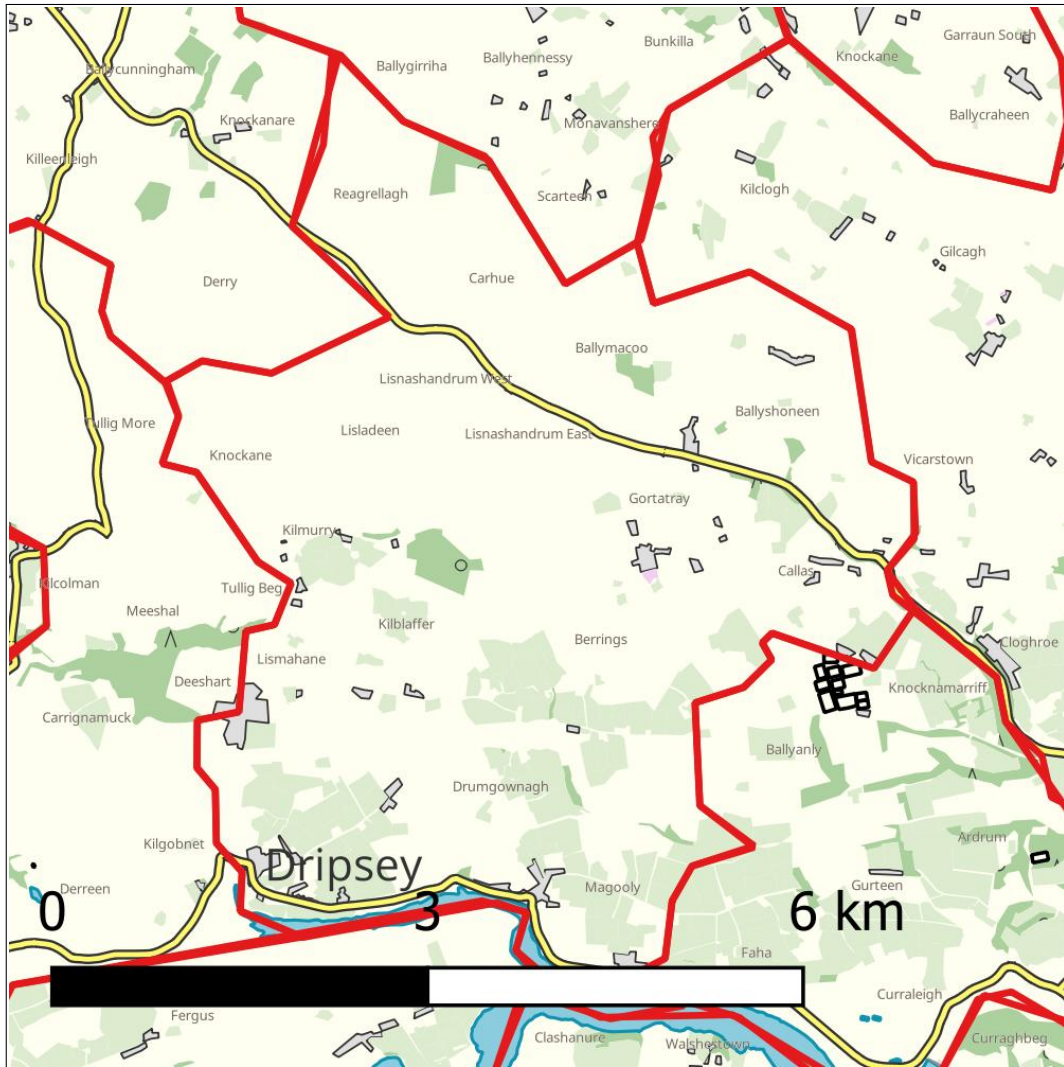 Garraun South
Bunkilla
Ballyhennessy
Knockane
Ballygirriha
Ballycunningham
Ballycraheen
Knockanare
Monavanshere
Killeenleigh
Kilclogh
Reagrellagh
Scarteen
Gilcagh
Derry
Carhue
Ballymacoo
Lisnashandrum West
Ballyshoneen
Tullig More
Lisladeen
Lisnashandrum East
Knockane
Vicarstown
Gortatray
Kilmurry
Callas
Kilcolman
Tullig Beg
Meeshal
Kilblaffer
Berrings
Cloghroe
Lismahane
Deeshart
Knocknamarriff
Carrignamuck
Ballyanly
Drumgownagh
Ardrum
Kilgobnet
Dripsey
Derreen
Magooly
Gurteen
0 3 6 km
Faha
Curraleigh
Fergus
Clashanure
Walshestown
Curraghbeg